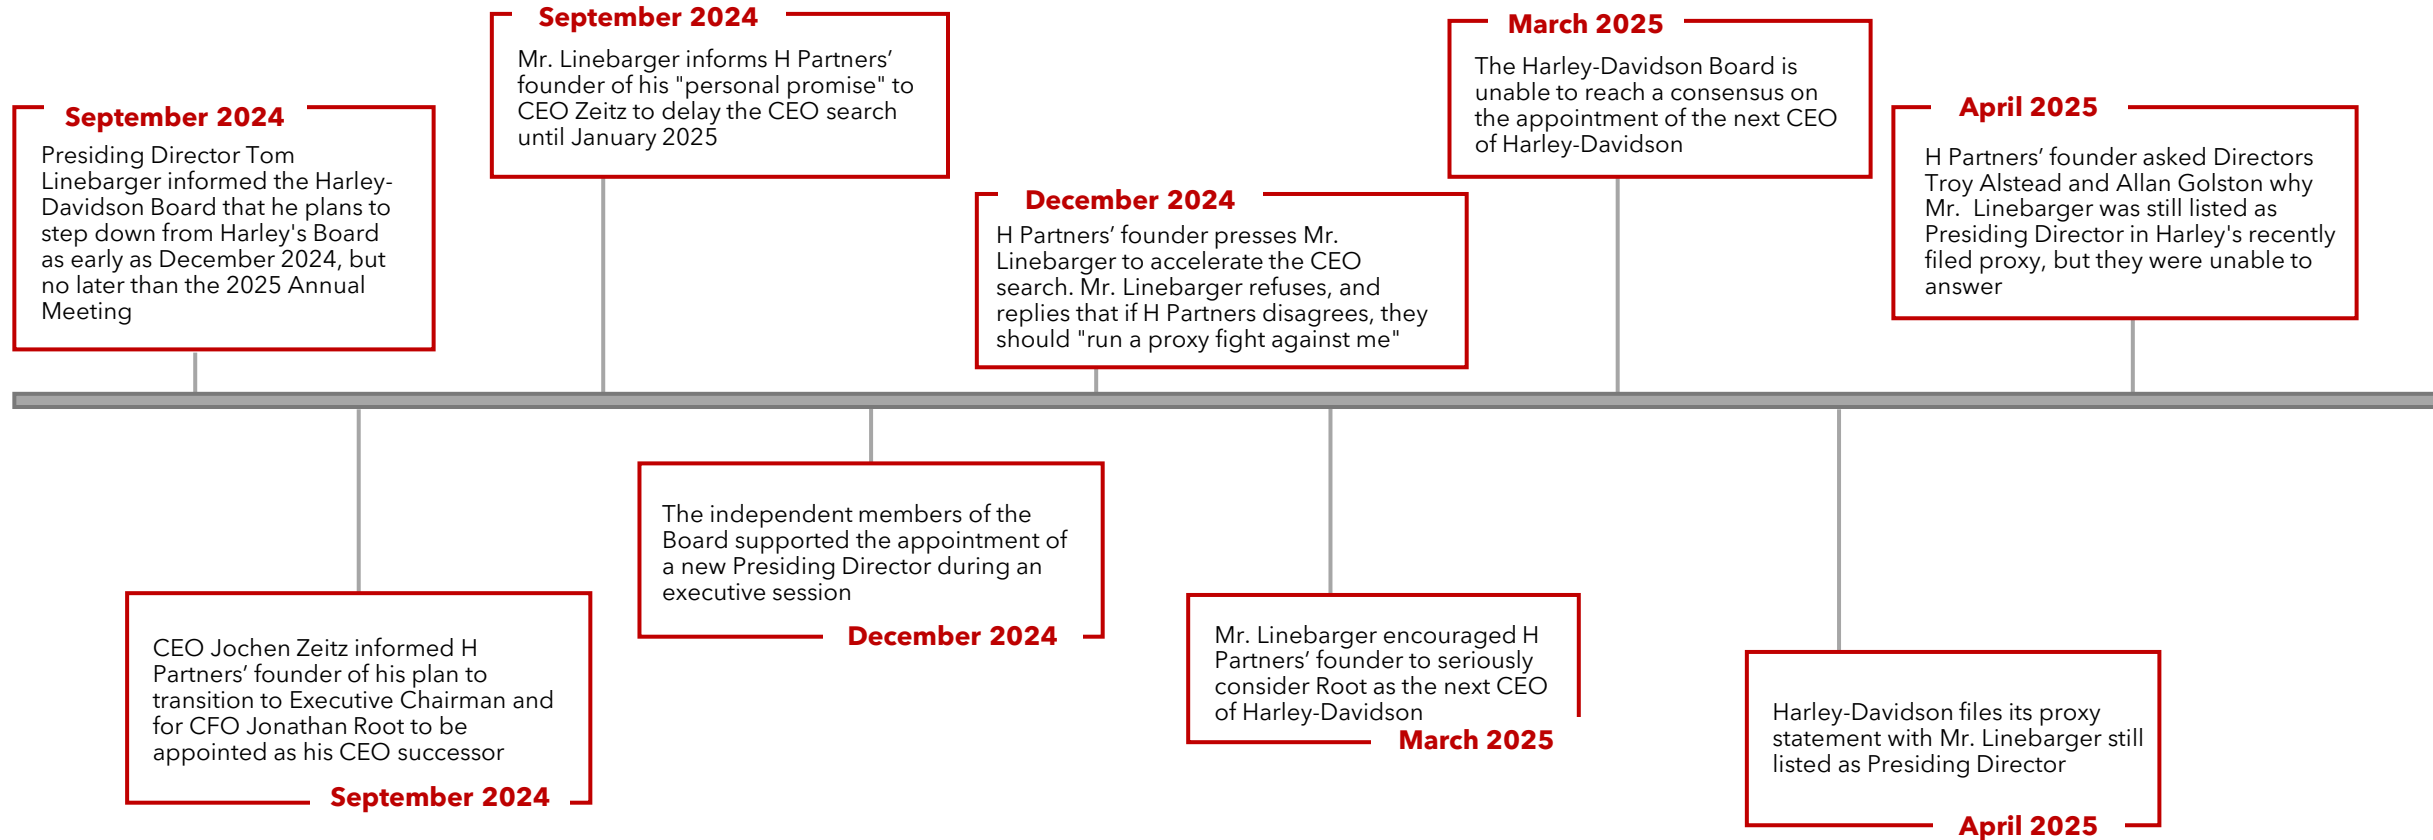 September 2024
Presiding Director Tom
Linebarger informed the Harley-
Davidson Board that he plans to
step down from Harley's Board
as early as December 2024, but
no later than the 2025 Annual
Meeting
CEO Jochen Zeitz informed H
Partners’ founder of his plan to
transition to Executive Chairman and
for CFO Jonathan Root to be
appointed as his CEO successor
September 2024
September 2024
Mr. Linebarger informs H Partners’
founder of his "personal promise" to
CEO Zeitz to delay the CEO search
until January 2025
The independent members of the
Board supported the appointment of
a new Presiding Director during an
executive session
December 2024
December 2024
H Partners’ founder presses Mr.
Linebarger to accelerate the CEO
search. Mr. Linebarger refuses, and
replies that if H Partners disagrees, they
should "run a proxy fight against me"
Mr. Linebarger encouraged H
Partners’ founder to seriously
consider Root as the next CEO
of Harley-Davidson
March 2025
March 2025
The Harley-Davidson Board is
unable to reach a consensus on
the appointment of the next CEO
of Harley-Davidson
Harley-Davidson files its proxy
statement with Mr. Linebarger still
listed as Presiding Director
April 2025
April 2025
H Partners’ founder asked Directors
Troy Alstead and Allan Golston why
Mr.  Linebarger was still listed as
Presiding Director in Harley's recently
filed proxy, but they were unable to
answer